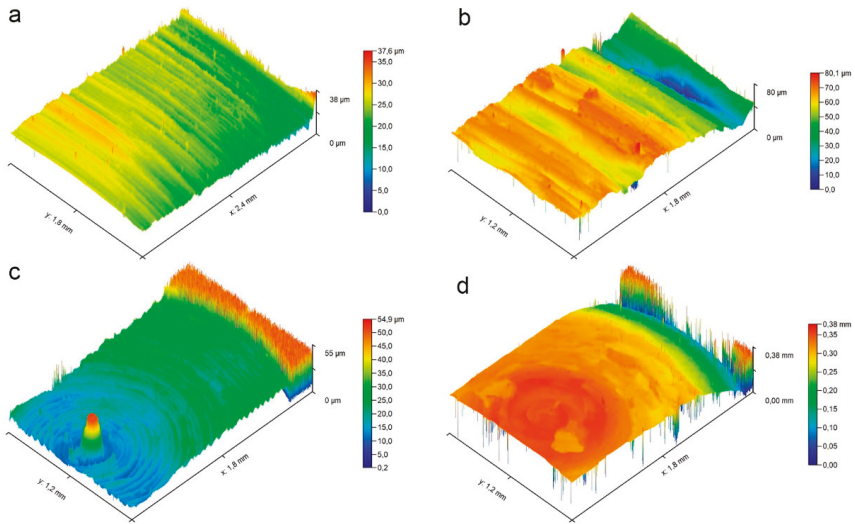 a
37,6 µm
35,0
30,0
25,0
20,0
15,0
10,0
5,0
0,0
38 µm
0 µm
y: 1,8 mm
x: 2,4 mm
b
80,1 µm
70,0
60,0
50,0
40,0
30,0
20,0
10,0
0,0
80 µm
0 µm
y: 1,2 mm
x: 1,8 mm
c
54,9 µm
50,0
45,0
40,0
35,0
30,0
25,0
20,0
15,0
10,0
5,0
0,2
55 µm
0 µm
y: 1,2 mm
x: 1,8 mm
d
0,38 mm
0,35
0,30
0,25
0,20
0,15
0,10
0,05
0,00
0,38 mm
0,00 mm
y: 1,2 mm
x: 1,8 mm